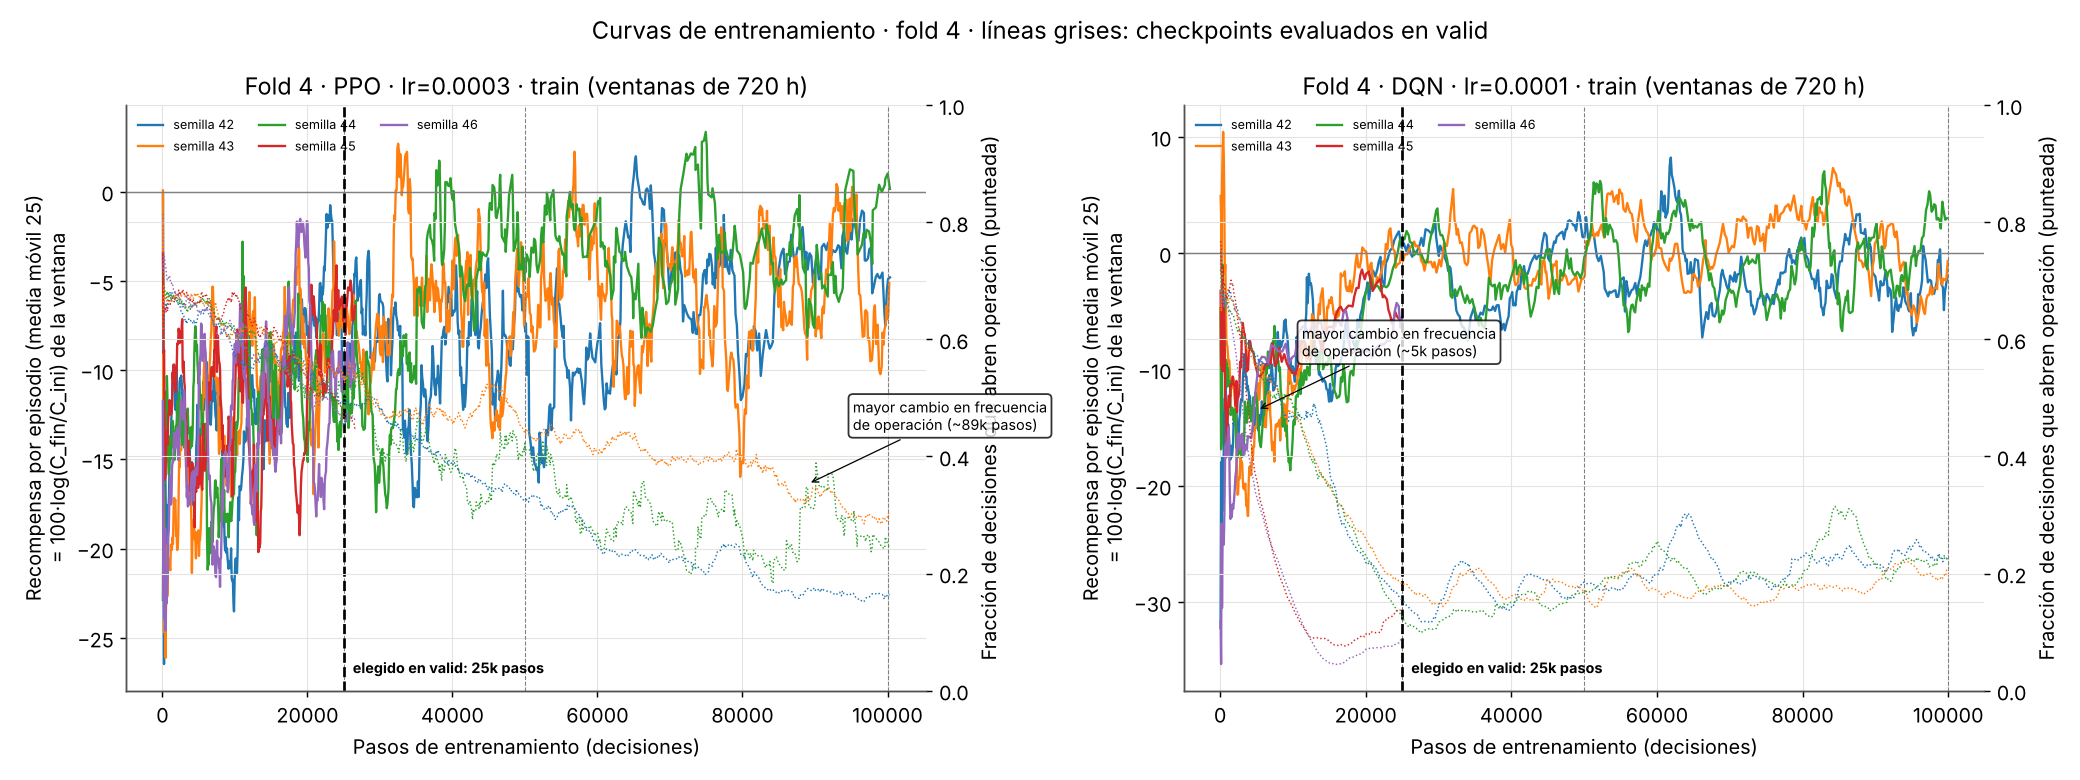 Curvas de entrenamiento · fold 4 · líneas grises: checkpoints evaluados en valid
Fold 4 · PPO · lr=0.0003 · train (ventanas de 720 h)
semilla 42
semilla 43
semilla 44
semilla 45
semilla 46
Recompensa por episodio (media móvil 25)
= 100·log(C_fin/C_ini) de la ventana
0
−5
−10
−15
−20
−25
0
20000
40000
60000
80000
100000
Pasos de entrenamiento (decisiones)
1.0
0.8
0.6
0.4
0.2
0.0
Fracción de decisiones que abren operación (punteada)
mayor cambio en frecuencia
de operación (~89k pasos)
elegido en valid: 25k pasos
Fold 4 · DQN · lr=0.0001 · train (ventanas de 720 h)
semilla 42
semilla 43
semilla 44
semilla 45
semilla 46
Recompensa por episodio (media móvil 25)
= 100·log(C_fin/C_ini) de la ventana
10
0
−10
−20
−30
0
20000
40000
60000
80000
100000
Pasos de entrenamiento (decisiones)
1.0
0.8
0.6
0.4
0.2
0.0
Fracción de decisiones que abren operación (punteada)
mayor cambio en frecuencia
de operación (~5k pasos)
elegido en valid: 25k pasos